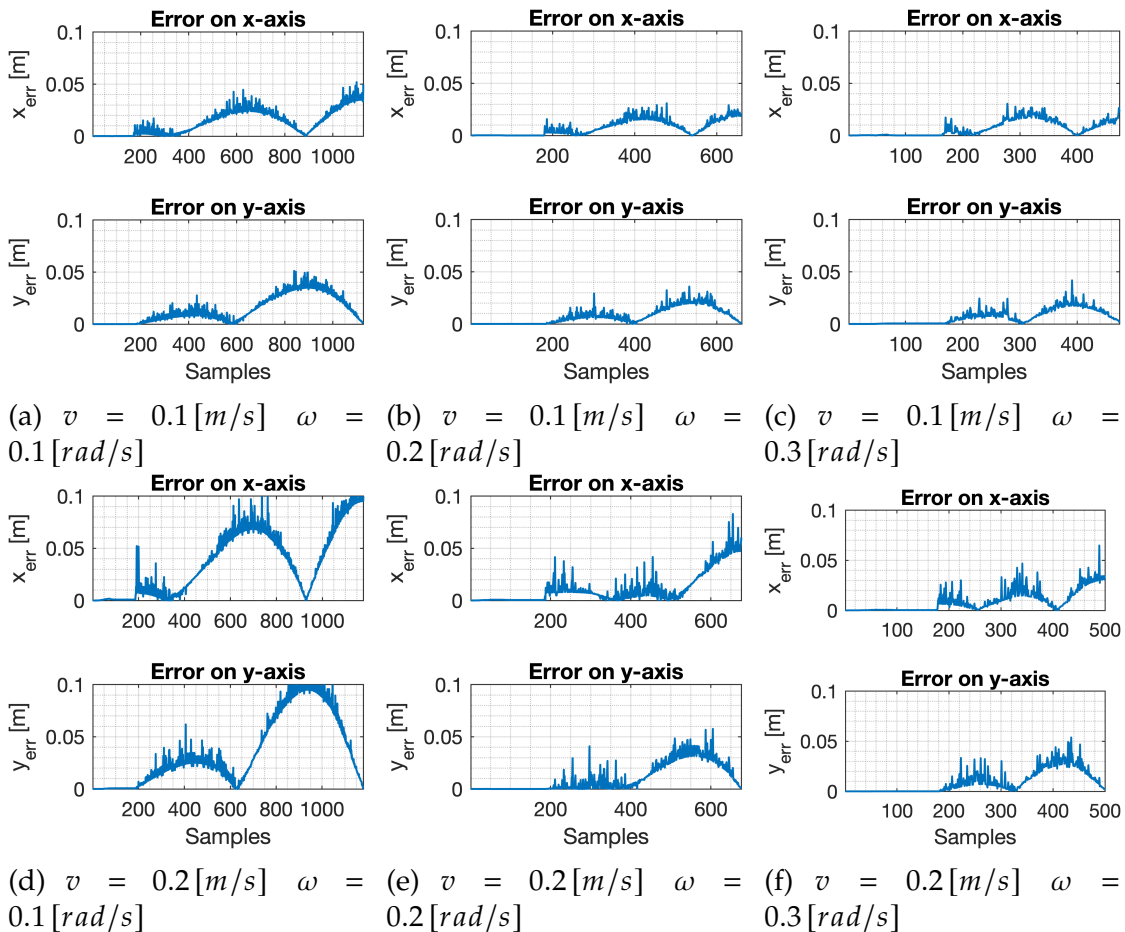 Error on x-axis
0.1
0.05
0
x_err [m]
200 400 600 800 1000
Error on y-axis
0.1
0.05
0
y_err [m]
200 400 600 800 1000
Samples
(a) v = 0.1 [m/s] ω =
0.1 [rad/s]
Error on x-axis
0.1
0.05
0
x_err [m]
200 400 600
Error on y-axis
0.1
0.05
0
y_err [m]
200 400 600
Samples
(b) v = 0.1 [m/s] ω =
0.2 [rad/s]
Error on x-axis
0.1
0.05
0
x_err [m]
100 200 300 400
Error on y-axis
0.1
0.05
0
y_err [m]
100 200 300 400
Samples
(c) v = 0.1 [m/s] ω =
0.3 [rad/s]
Error on x-axis
0.1
0.05
0
x_err [m]
200 400 600 800 1000
Error on y-axis
0.1
0.05
0
y_err [m]
200 400 600 800 1000
Samples
(d) v = 0.2 [m/s] ω =
0.1 [rad/s]
Error on x-axis
0.1
0.05
0
x_err [m]
200 400 600
Error on y-axis
0.1
0.05
0
y_err [m]
200 400 600
Samples
(e) v = 0.2 [m/s] ω =
0.2 [rad/s]
Error on x-axis
0.1
0.05
0
x_err [m]
100 200 300 400 500
Error on y-axis
0.1
0.05
0
y_err [m]
100 200 300 400 500
Samples
(f) v = 0.2 [m/s] ω =
0.3 [rad/s]